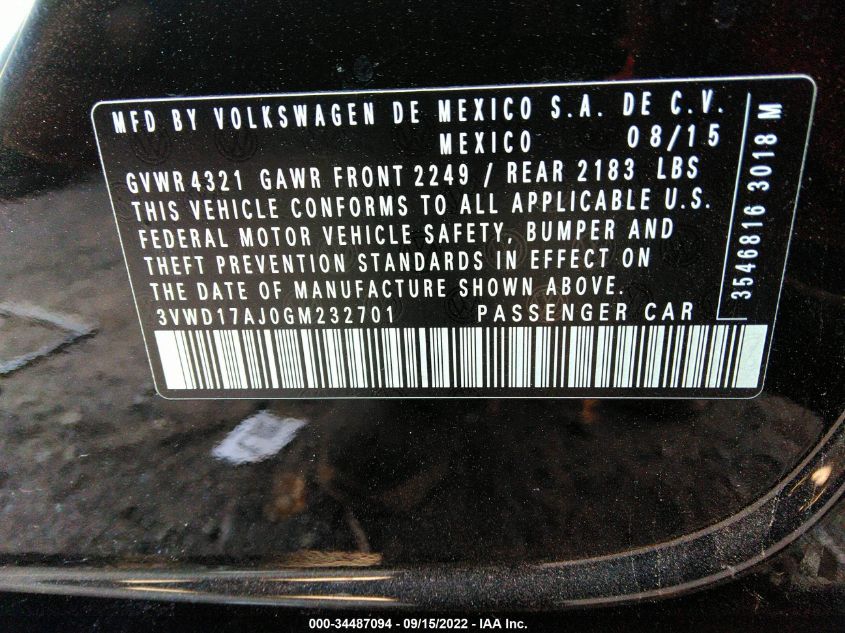 MFD BY VOLKSWAGEN DE MEXICO S.A. DE C.V.
MEXICO 08/15
GVWR 4321 GAWR FRONT 2249 / REAR 2183 LBS
THIS VEHICLE CONFORMS TO ALL APPLICABLE U.S.
FEDERAL MOTOR VEHICLE SAFETY, BUMPER AND
THEFT PREVENTION STANDARDS IN EFFECT ON
THE DATE OF MANUFACTURE SHOWN ABOVE.
3VWD17AJ0GM232701 PASSENGER CAR
3546816 3018 M
000-34487094 - 09/15/2022 - IAA Inc.